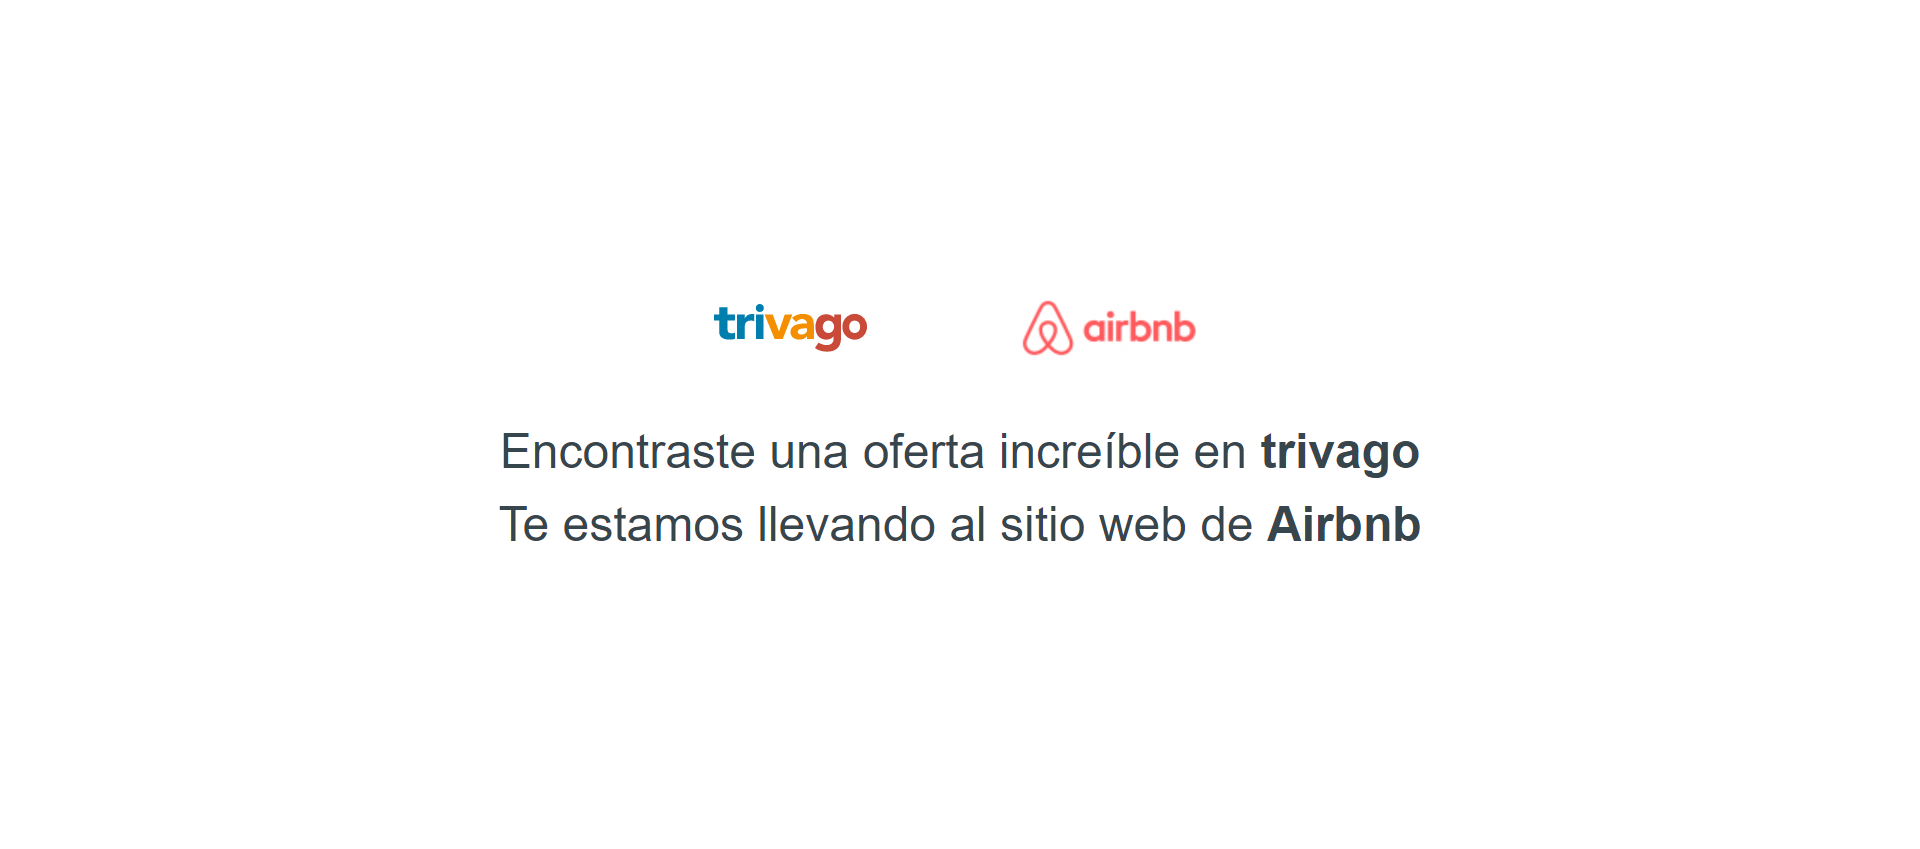 trivago airbnb
Encontraste una oferta increíble en trivago
Te estamos llevando al sitio web de Airbnb